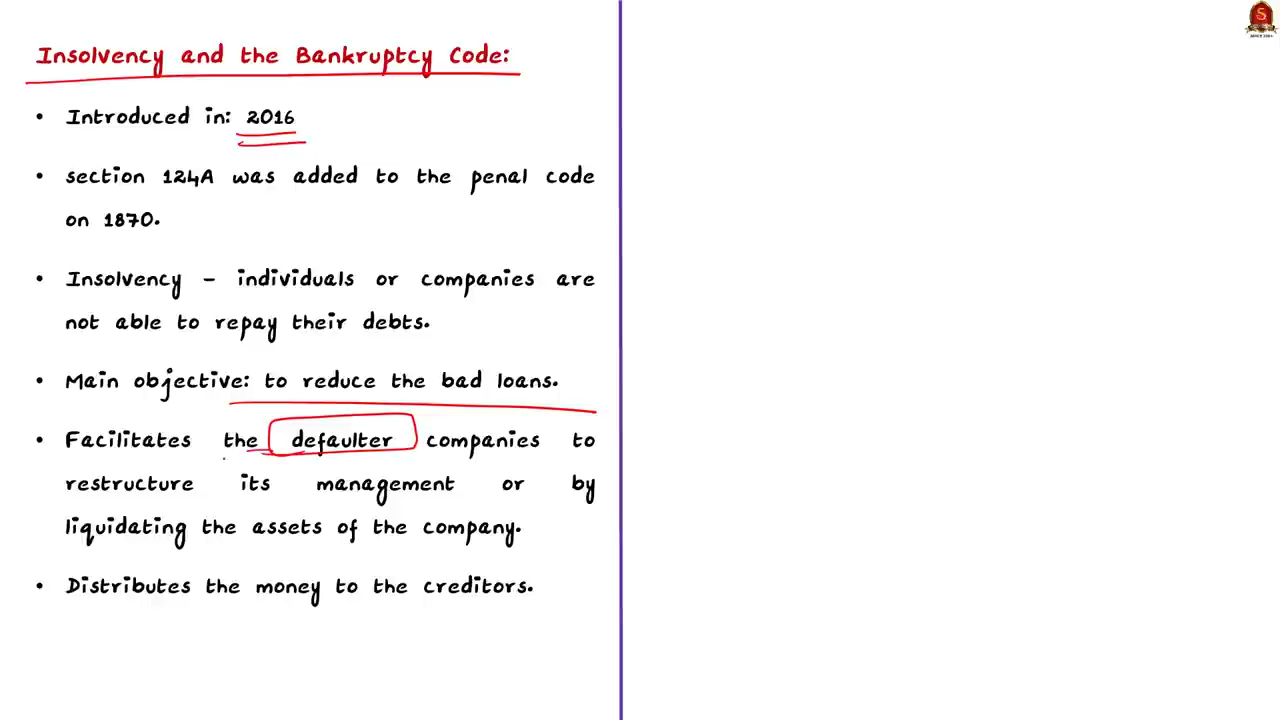 Insolvency and the Bankruptcy Code:
• Introduced in: 2016
• section 124A was added to the penal code
on 1870.
• Insolvency – individuals or companies are
not able to repay their debts.
• Main objective: to reduce the bad loans.
• Facilitates the defaulter companies to
restructure its management or by
liquidating the assets of the company.
• Distributes the money to the creditors.
S